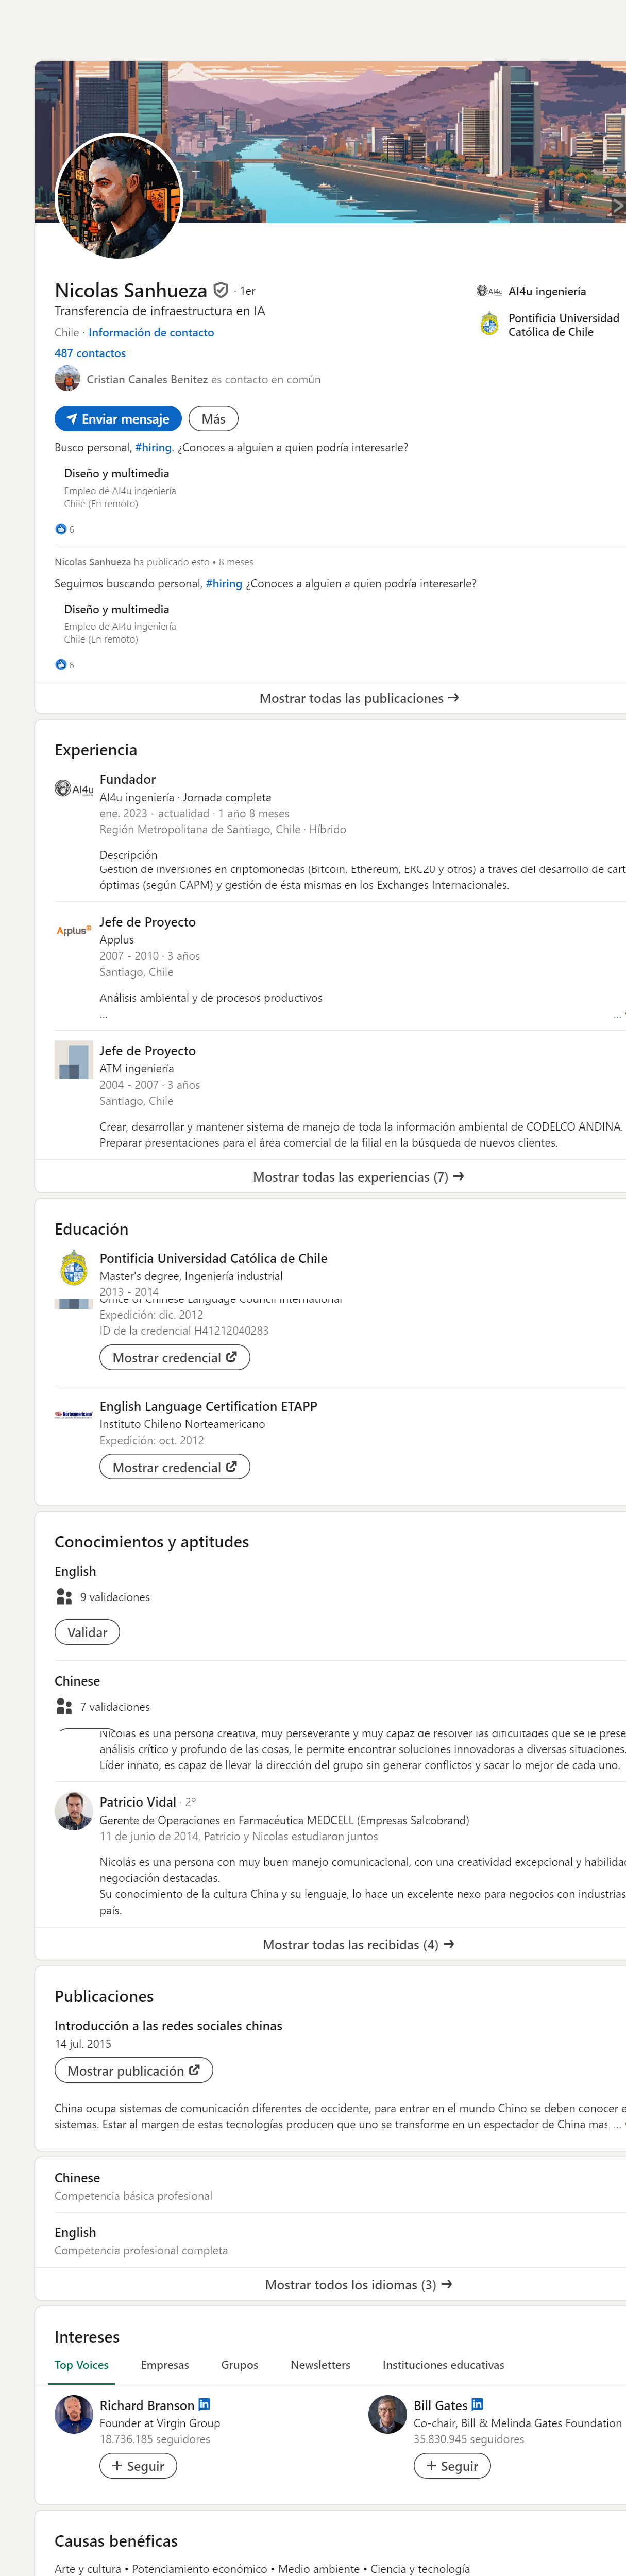 Nicolas Sanhueza · 1er
Transferencia de infraestructura en IA
Chile · Información de contacto
487 contactos
Cristian Canales Benitez es contacto en común
AI4u AI4u ingeniería
Pontificia Universidad
Católica de Chile
Enviar mensaje Más
Busco personal, #hiring. ¿Conoces a alguien a quien podría interesarle?
Diseño y multimedia
Empleo de AI4u ingeniería
Chile (En remoto)
6
Nicolas Sanhueza ha publicado esto • 8 meses
Seguimos buscando personal, #hiring ¿Conoces a alguien a quien podría interesarle?
Diseño y multimedia
Empleo de AI4u ingeniería
Chile (En remoto)
6
Mostrar todas las publicaciones →
Experiencia
Fundador
AI4u
AI4u ingeniería · Jornada completa
ene. 2023 - actualidad · 1 año 8 meses
Región Metropolitana de Santiago, Chile · Híbrido
Descripción
Gestión de inversiones en criptomonedas (Bitcoin, Ethereum, ERC20 y otros) a través del desarrollo de cart
óptimas (según CAPM) y gestión de ésta mismas en los Exchanges Internacionales.
Jefe de Proyecto
Applus
Applus
2007 - 2010 · 3 años
Santiago, Chile
Análisis ambiental y de procesos productivos
... ...
Jefe de Proyecto
ATM ingeniería
2004 - 2007 · 3 años
Santiago, Chile
Crear, desarrollar y mantener sistema de manejo de toda la información ambiental de CODELCO ANDINA.
Preparar presentaciones para el área comercial de la filial en la búsqueda de nuevos clientes.
Mostrar todas las experiencias (7) →
Educación
Pontificia Universidad Católica de Chile
Master's degree, Ingeniería industrial
2013 - 2014
Office of Chinese Language Council International
Expedición: dic. 2012
ID de la credencial H41212040283
Mostrar credencial
English Language Certification ETAPP
Norteamericano
Instituto Chileno Norteamericano
Expedición: oct. 2012
Mostrar credencial
Conocimientos y aptitudes
English
9 validaciones
Validar
Chinese
7 validaciones
Nicolás es una persona creativa, muy perseverante y muy capaz de resolver las dificultades que se le prese
análisis crítico y profundo de las cosas, le permite encontrar soluciones innovadoras a diversas situaciones.
Líder innato, es capaz de llevar la dirección del grupo sin generar conflictos y sacar lo mejor de cada uno.
Patricio Vidal · 2º
Gerente de Operaciones en Farmacéutica MEDCELL (Empresas Salcobrand)
11 de junio de 2014, Patricio y Nicolas estudiaron juntos
Nicolás es una persona con muy buen manejo comunicacional, con una creatividad excepcional y habilidad
negociación destacadas.
Su conocimiento de la cultura China y su lenguaje, lo hace un excelente nexo para negocios con industrias
país.
Mostrar todas las recibidas (4) →
Publicaciones
Introducción a las redes sociales chinas
14 jul. 2015
Mostrar publicación
China ocupa sistemas de comunicación diferentes de occidente, para entrar en el mundo Chino se deben conocer e
sistemas. Estar al margen de estas tecnologías producen que uno se transforme en un espectador de China mas ...
Chinese
Competencia básica profesional
English
Competencia profesional completa
Mostrar todos los idiomas (3) →
Intereses
Top Voices Empresas Grupos Newsletters Instituciones educativas
Richard Branson in
Founder at Virgin Group
18.736.185 seguidores
+ Seguir
Bill Gates in
Co-chair, Bill & Melinda Gates Foundation
35.830.945 seguidores
+ Seguir
Causas benéficas
Arte y cultura • Potenciamiento económico • Medio ambiente • Ciencia y tecnología